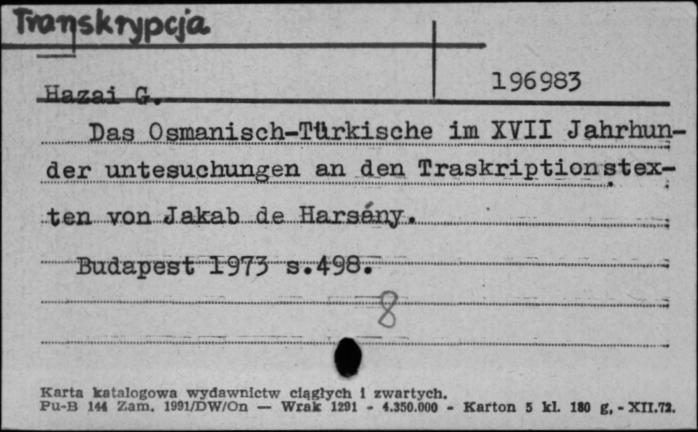 Transkrypcja
196983
Hazai G.
Das Osmanisch-Türkische im XVII Jahrhun-
der untesuchungen an den Traskriptionstex-
ten von Jakab de Harsány.
Budapest 1973 s.498.
8
Karta katalogowa wydawnictw ciągłych i zwartych.
Pu-B 144 Zam. 1991/DW/On — Wrak 1291 - 4.350.000 - Karton 5 kl. 180 g, - XII.72.